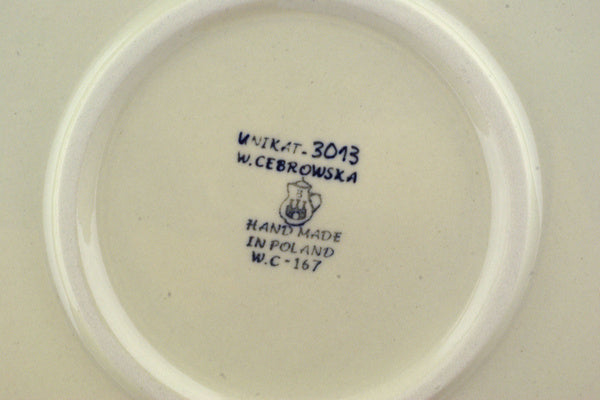 UNIKAT-3013
W.CEBROWSKA
HAND MADE
IN POLAND
W.C-167